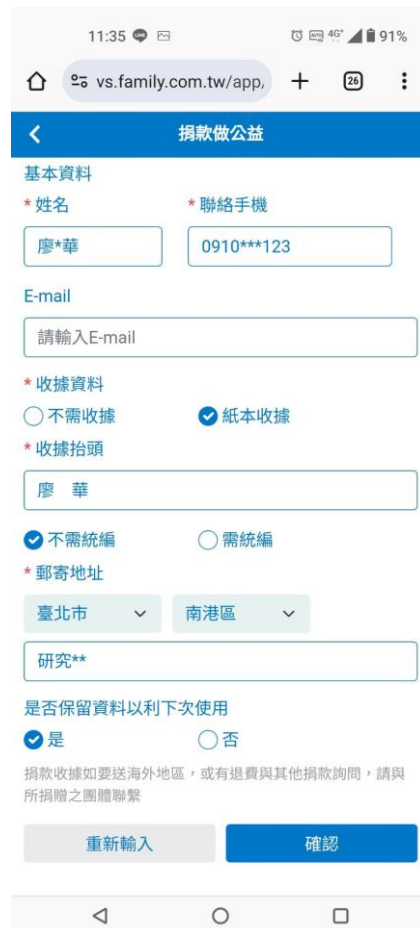 11:35 4G+ 91%
vs.family.com.tw/app, 26
捐款做公益
基本資料
* 姓名 * 聯絡手機
廖*華 0910***123
E-mail
請輸入E-mail
* 收據資料
不需收據 紙本收據
* 收據抬頭
廖 華
不需統編 需統編
* 郵寄地址
臺北市 南港區
研究**
是否保留資料以利下次使用
是 否
捐款收據如要送海外地區,或有退費與其他捐款詢問,請與
所捐贈之團體聯繫
重新輸入 確認